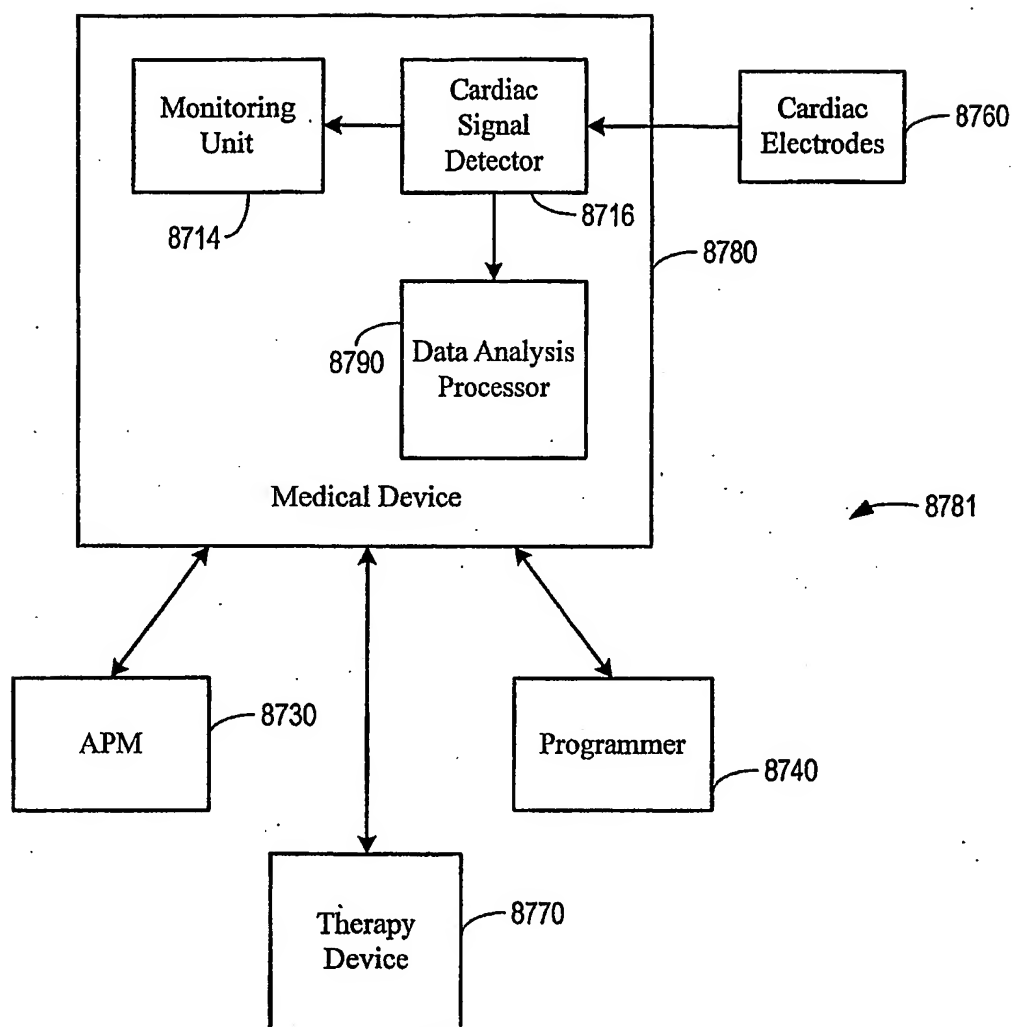 Monitoring
Unit
Cardiac
Signal
Detector
Cardiac
Electrodes
8760
8714
8716
8780
8790
Data Analysis
Processor
Medical Device
8781
APM
8730
Programmer
8740
Therapy
Device
8770